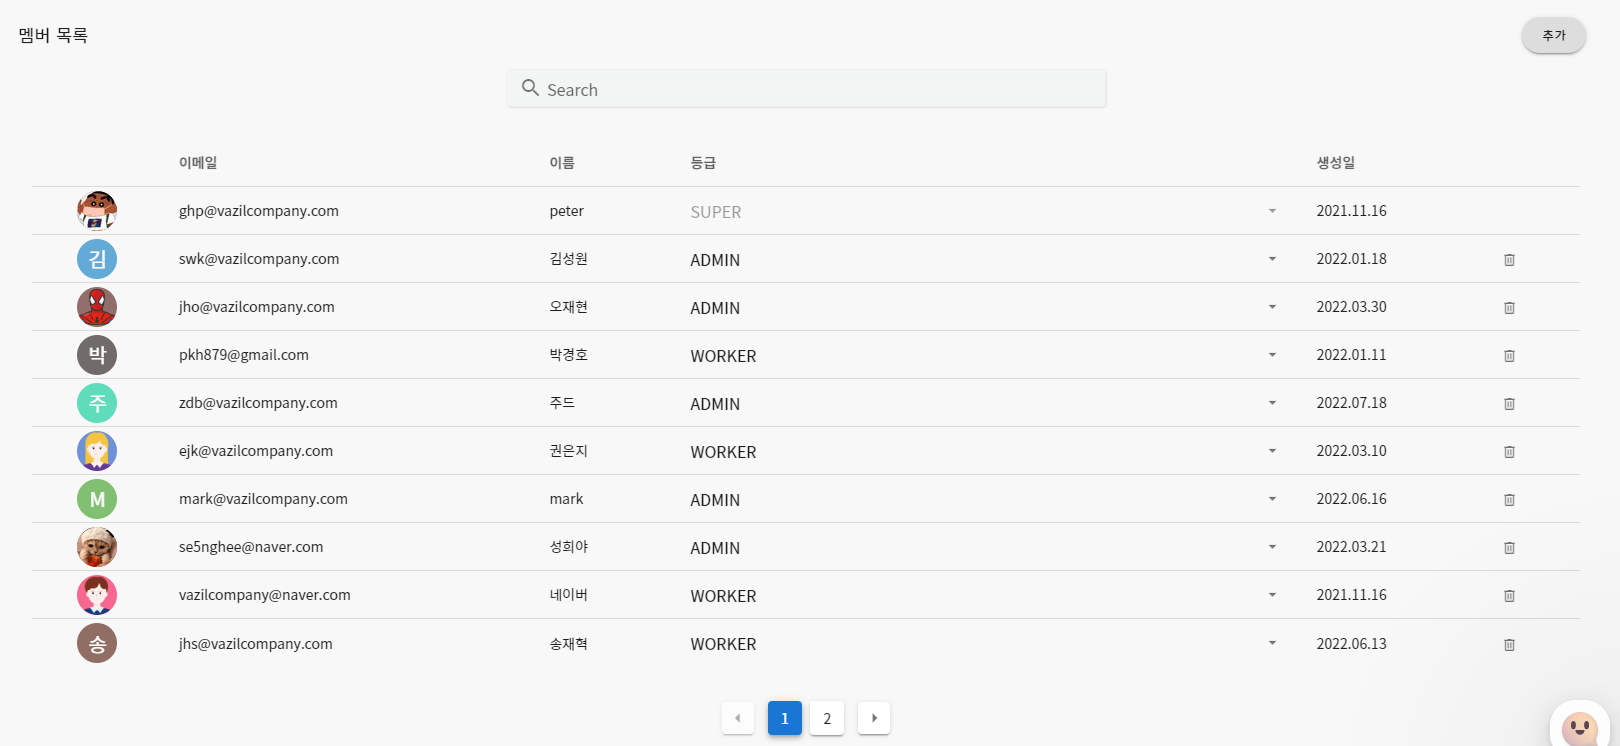 멤버 목록
추가
Search
이메일 이름 등급 생성일
ghp@vazilcompany.com peter SUPER 2021.11.16
김 swk@vazilcompany.com 김성원 ADMIN 2022.01.18
jho@vazilcompany.com 오재현 ADMIN 2022.03.30
박 pkh879@gmail.com 박경호 WORKER 2022.01.11
주 zdb@vazilcompany.com 주드 ADMIN 2022.07.18
ejk@vazilcompany.com 권은지 WORKER 2022.03.10
M mark@vazilcompany.com mark ADMIN 2022.06.16
se5nghee@naver.com 성희야 ADMIN 2022.03.21
vazilcompany@naver.com 네이버 WORKER 2021.11.16
송 jhs@vazilcompany.com 송재혁 WORKER 2022.06.13
1 2